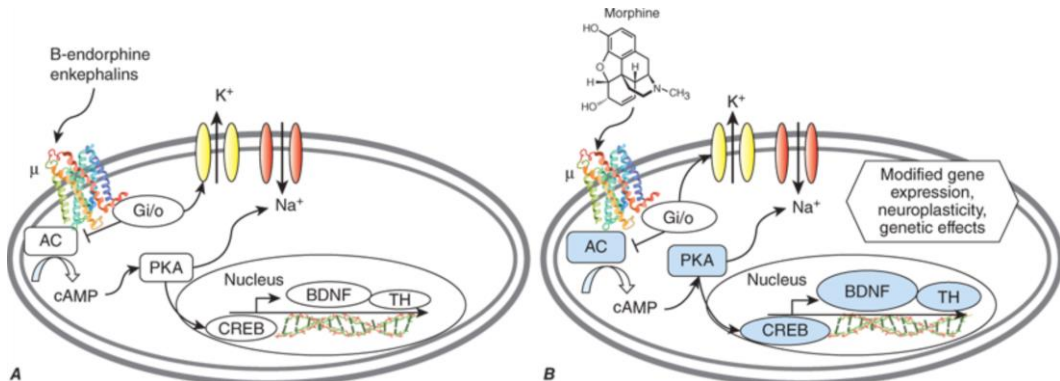 B-endorphine
enkephalins
K+
μ
Gi/o
Na+
AC
PKA
cAMP
Nucleus
BDNF
TH
CREB
A
Morphine
HO
O
H
H
N
CH3
HO
K+
μ
Gi/o
Na+
Modified gene
expression,
neuroplasticity,
genetic effects
AC
PKA
cAMP
Nucleus
BDNF
TH
CREB
B